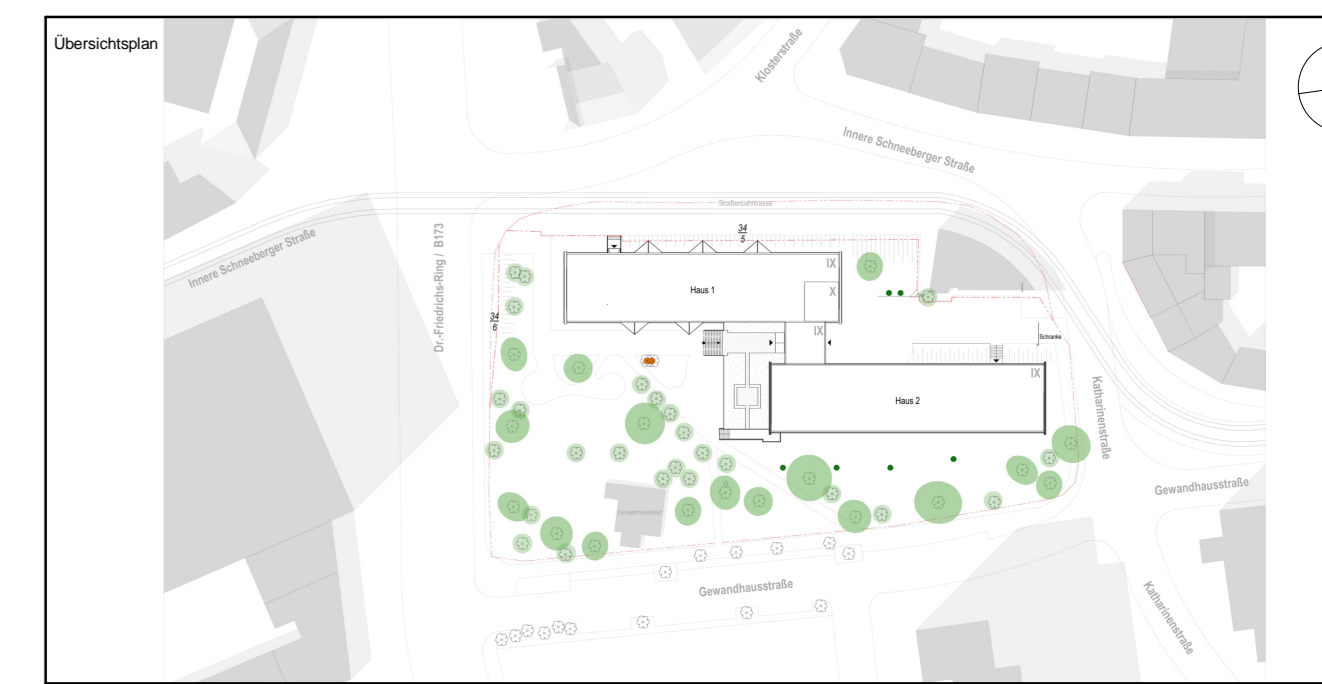 Übersichtsplan
Klosterstraße
Innere Schneeberger Straße
Straßenbahntrasse
Innere Schneeberger Straße
Dr.-Friedrichs-Ring / B173
34
5
IX
Haus 1
X
34
6
IX
I
Schranke
IX
Haus 2
Katharinenstraße
Gewandhausstraße
Gewandhausstraße
Katharinenstraße